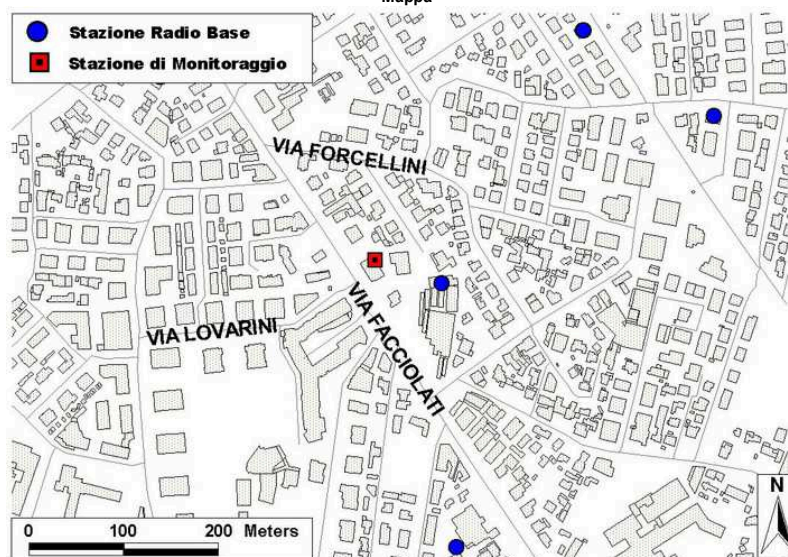 Mappa
Stazione Radio Base
Stazione di Monitoraggio
VIA FORCELLINI
VIA FACCIOLATI
VIA LOVARINI
0 100 200 Meters
N